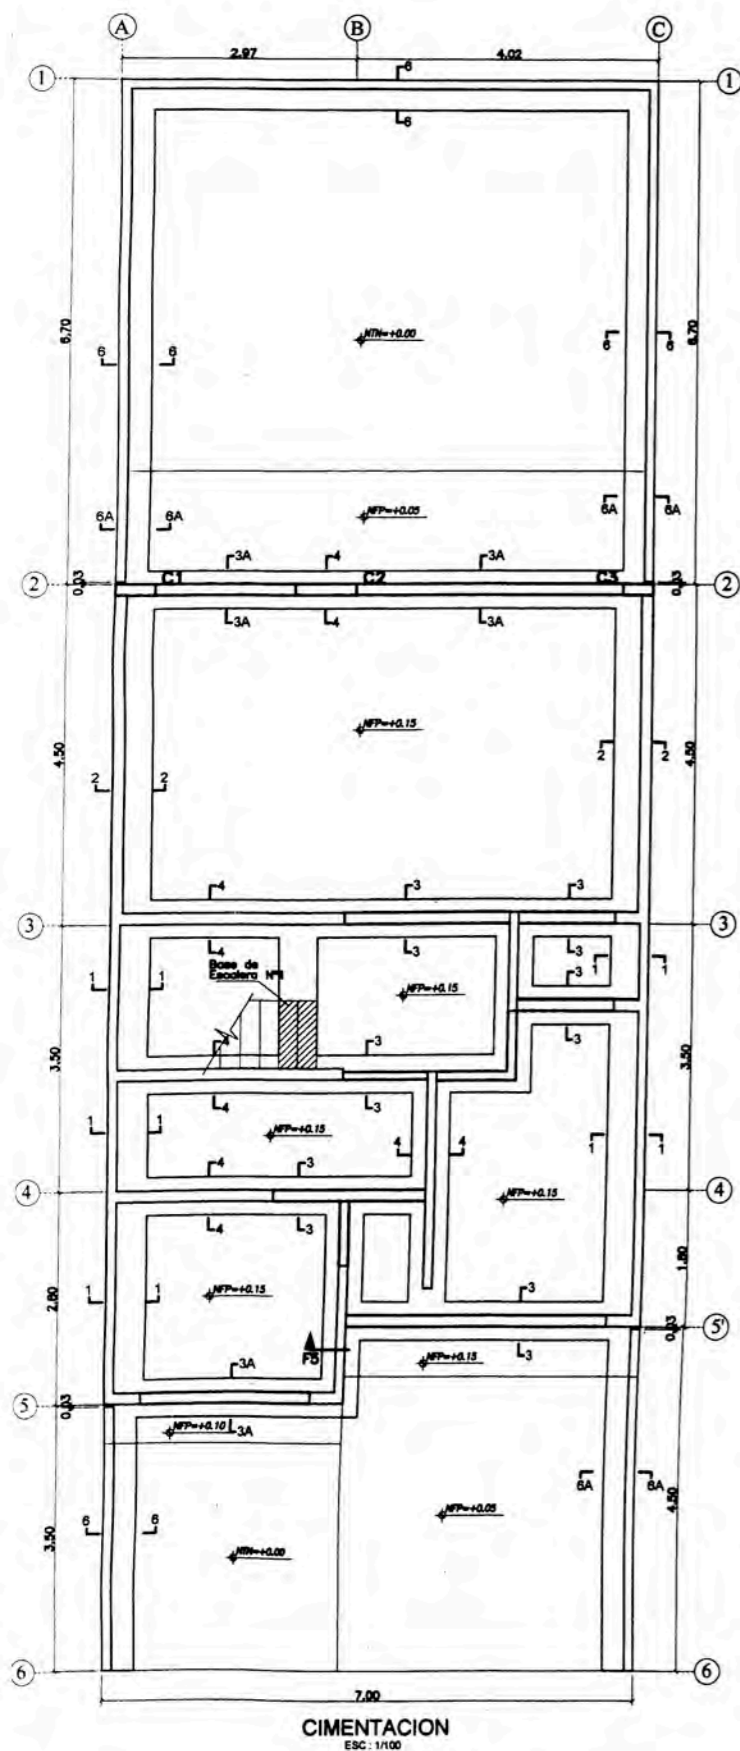 A B C
2.97 4.02
6
1 1
6
6.70 6.70
NTN=+0.00
6 6 6 6
6A 6A 6A 6A
NFP=+0.05
3A 4 3A
C1 C2 C3
2 0.03 0.03 2
3A 4 3A
NFP=+0.15
4.50 4.50
2 2 2 2
4 3 3
3 3
4 3 3
Base de
Escalera Nº1
1 1 1 1
NFP=+0.15
3
4 3
3
3.50 3.50
4 3
1 1 NFP=+0.15 4 4 1 1
4 3
4 4
NFP=+0.15
4 3
1.80
2.80
1 1 NFP=+0.15
3
0.03 5'
F5
NFP=+0.15 3
3A
5 0.03
NFP=+0.10 3A
6A 6A
4.50
NFP=+0.05
6 6
3.50
NTN=+0.00
6 6
7.00
CIMENTACION
ESC : 1/100